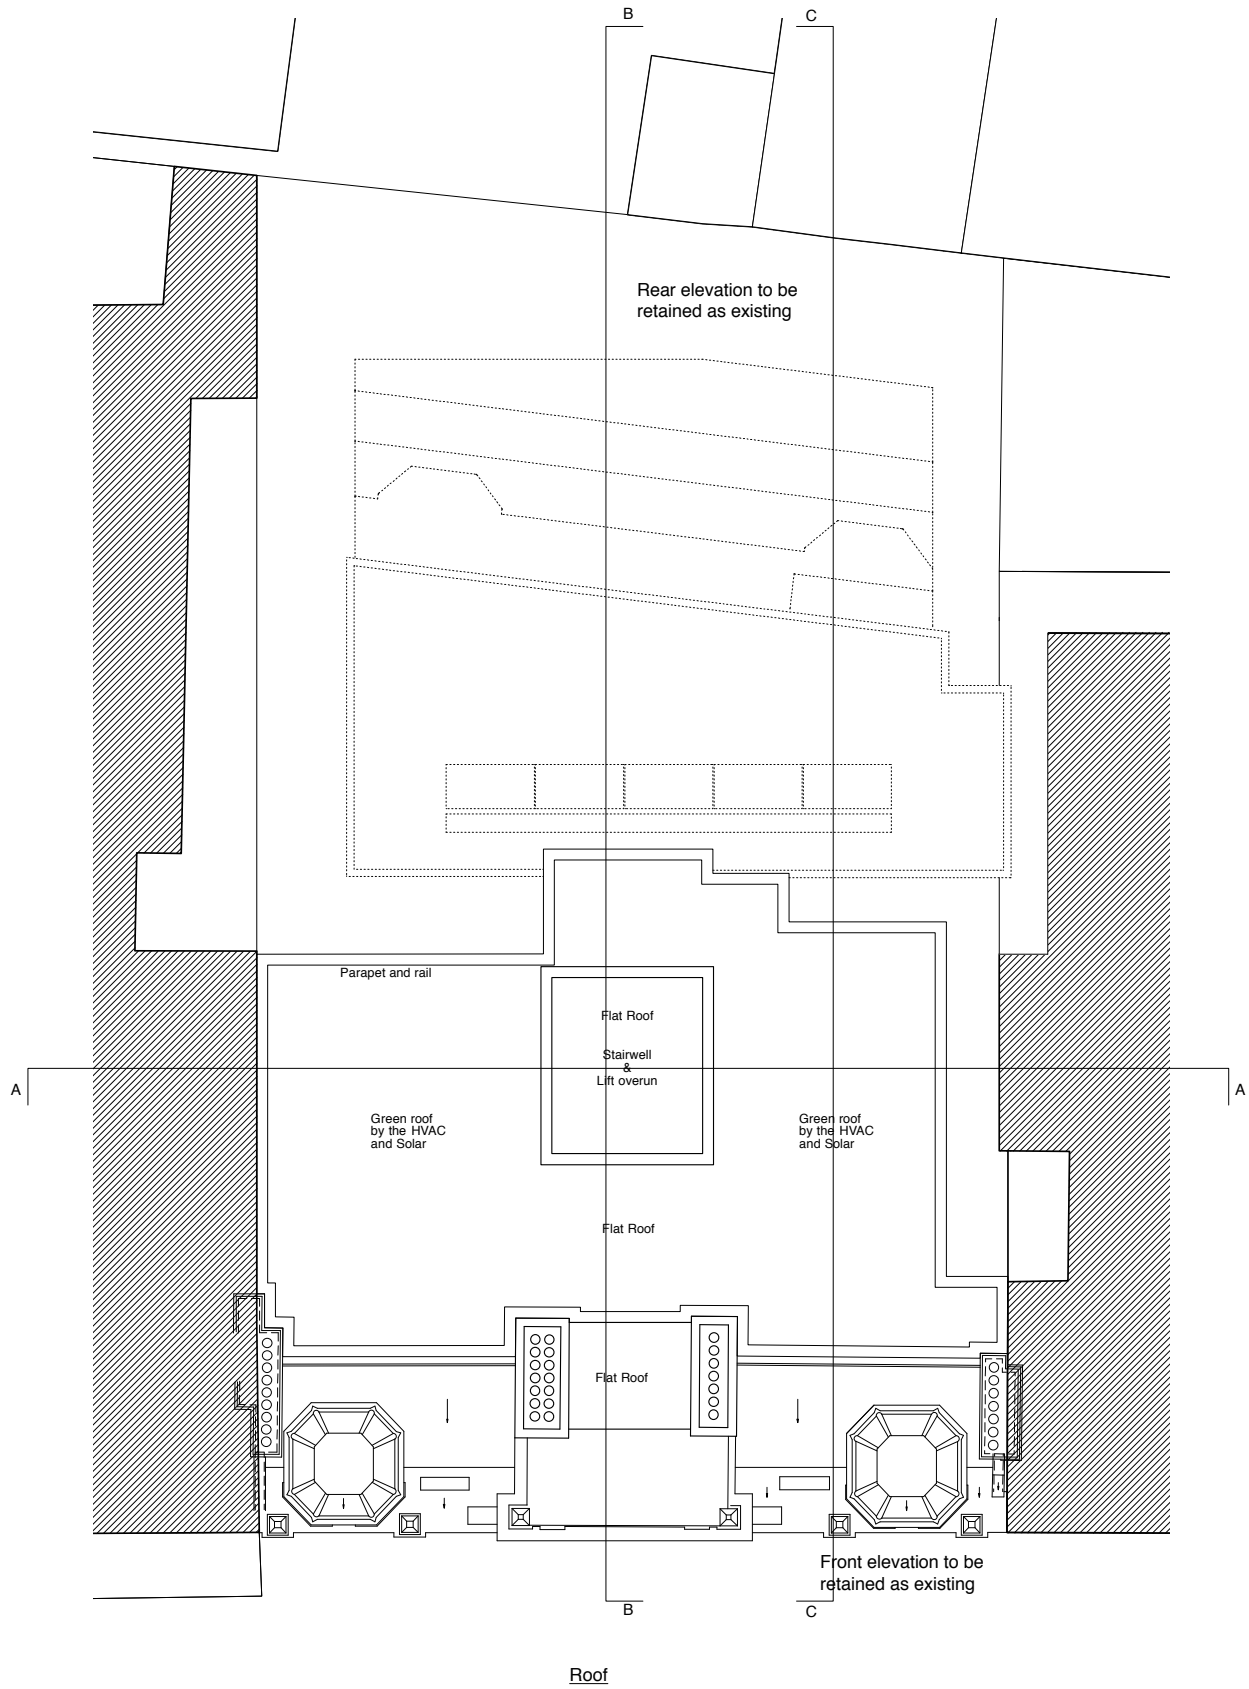 B
C
Rear elevation to be
retained as existing
Parapet and rail
Flat Roof
Stairwell
&
Lift overun
A
A
Green roof
by the HVAC
and Solar
Green roof
by the HVAC
and Solar
Flat Roof
Flat Roof
Front elevation to be
retained as existing
B
C
Roof